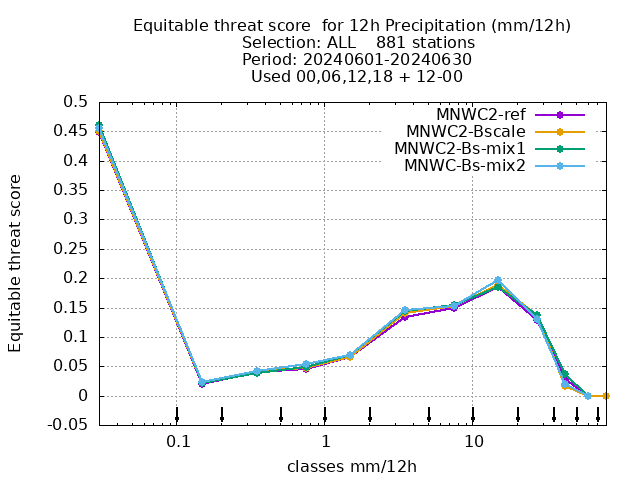 Equitable threat score  for 12h Precipitation (mm/12h)
Selection: ALL    881 stations
Period: 20240601-20240630
Used 00,06,12,18 + 12-00
MNWC2-ref
MNWC2-Bscale
MNWC2-Bs-mix1
MNWC-Bs-mix2
Equitable threat score
0.5
0.45
0.4
0.35
0.3
0.25
0.2
0.15
0.1
0.05
0
-0.05
0.1 1 10
classes mm/12h